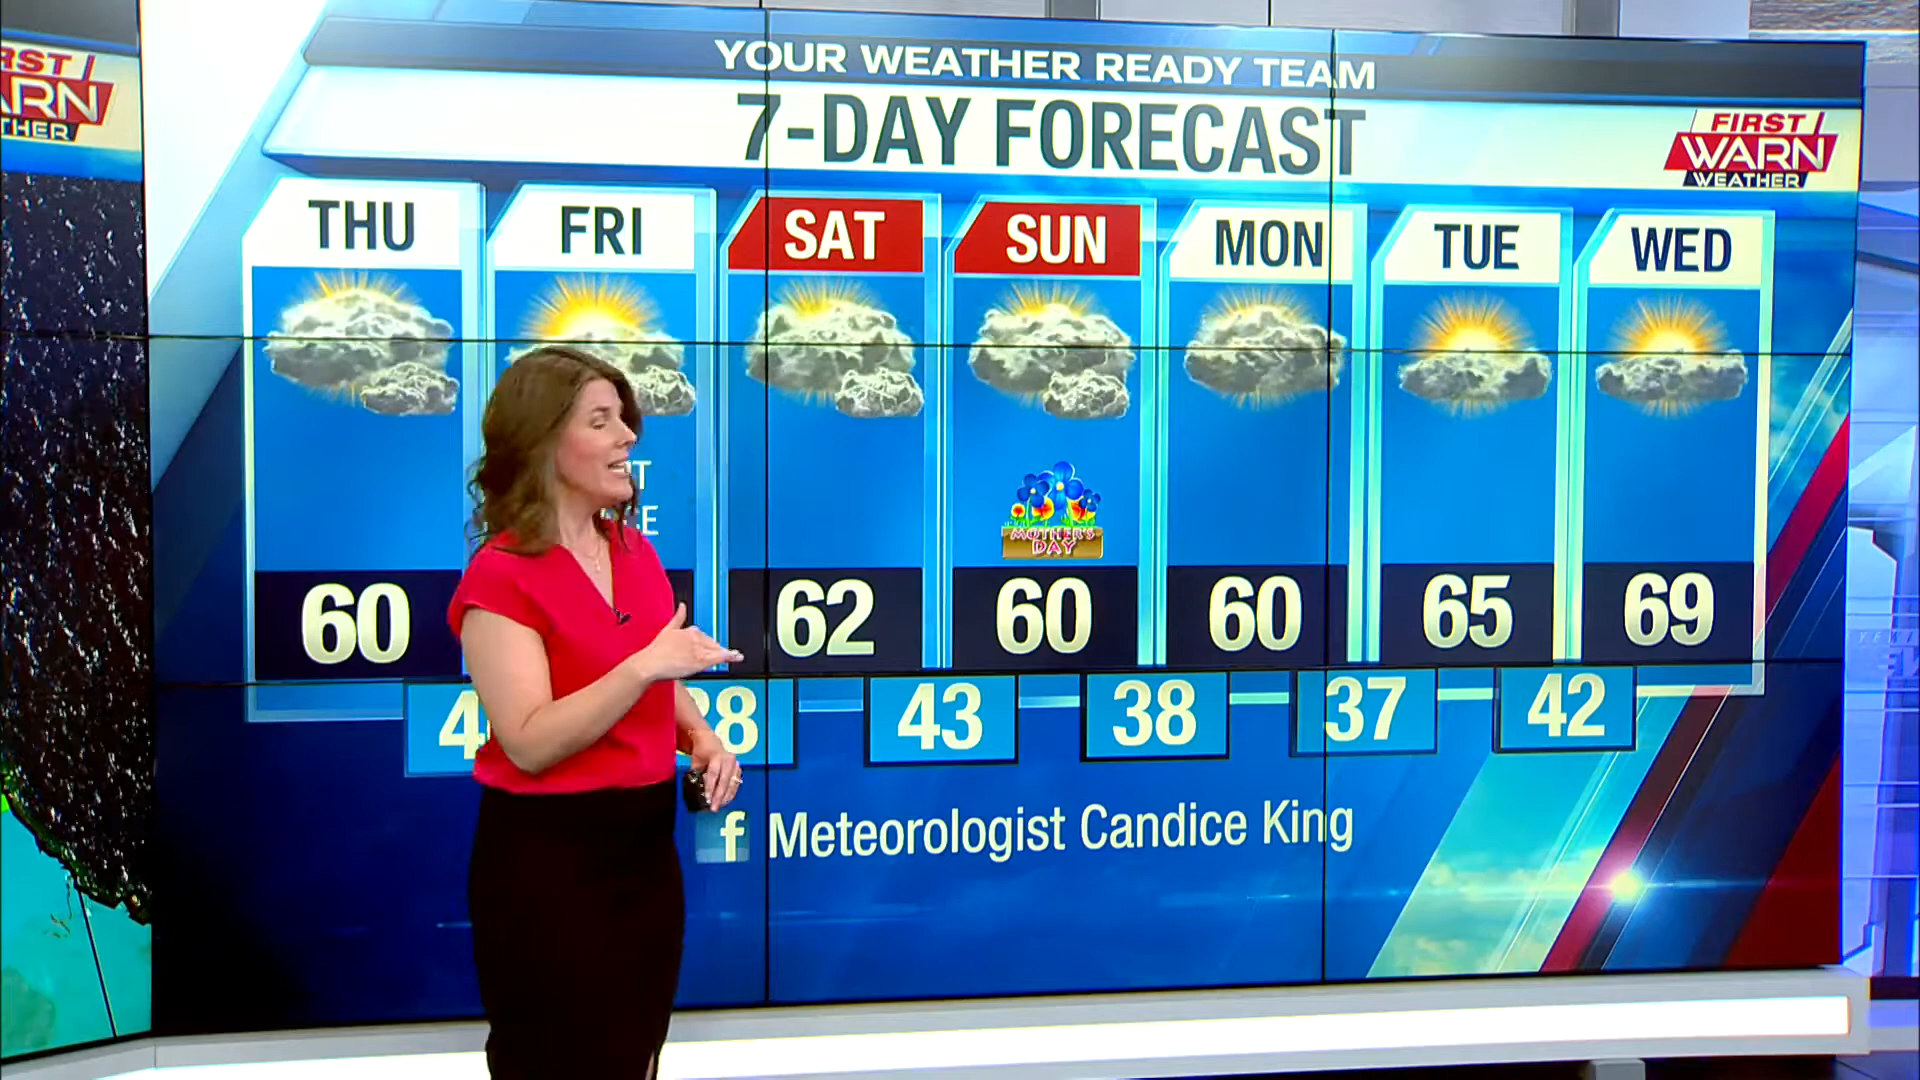 YOUR WEATHER READY TEAM
7-DAY FORECAST
FIRST
WARN
WEATHER
THU FRI SAT SUN MON TUE WED
MOTHER'S
DAY
60 62 60 60 65 69
43 38 37 42
f Meteorologist Candice King